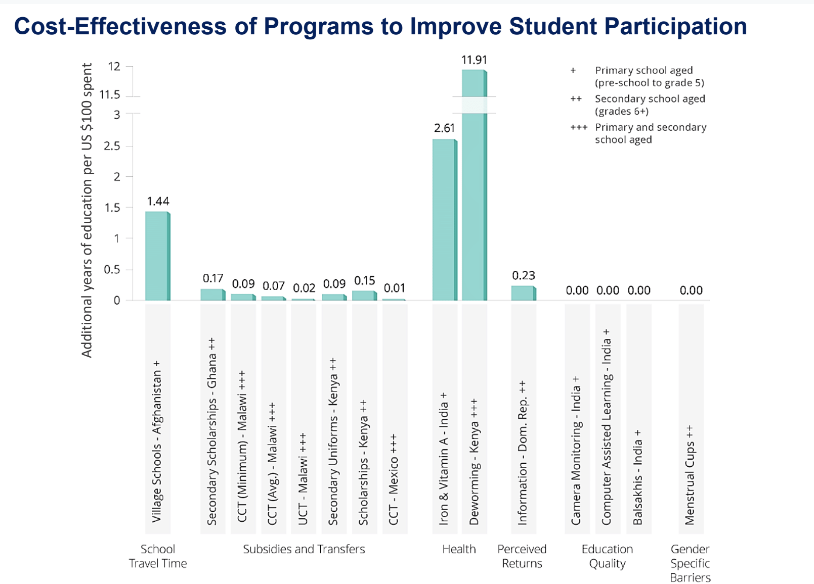 Cost-Effectiveness of Programs to Improve Student Participation
Additional years of education per US $100 spent
12
11.5
3
2.5
2
1.5
1
0.5
0
1.44
0.17
0.09
0.07
0.02
0.09
0.15
0.01
2.61
11.91
0.23
0.00
0.00
0.00
0.00
+ Primary school aged
(pre-school to grade 5)
++ Secondary school aged
(grades 6+)
+++ Primary and secondary
school aged
Village Schools - Afghanistan +
Secondary Scholarships - Ghana ++
CCT (Minimum) - Malawi +++
CCT (Avg.) - Malawi +++
UCT - Malawi +++
Secondary Uniforms - Kenya ++
Scholarships - Kenya ++
CCT - Mexico +++
Iron & Vitamin A - India +
Deworming - Kenya +++
Information - Dom. Rep. ++
Camera Monitoring - India +
Computer Assisted Learning - India +
Balsakhis - India +
Menstrual Cups ++
School
Travel Time
Subsidies and Transfers
Health
Perceived
Returns
Education
Quality
Gender
Specific
Barriers